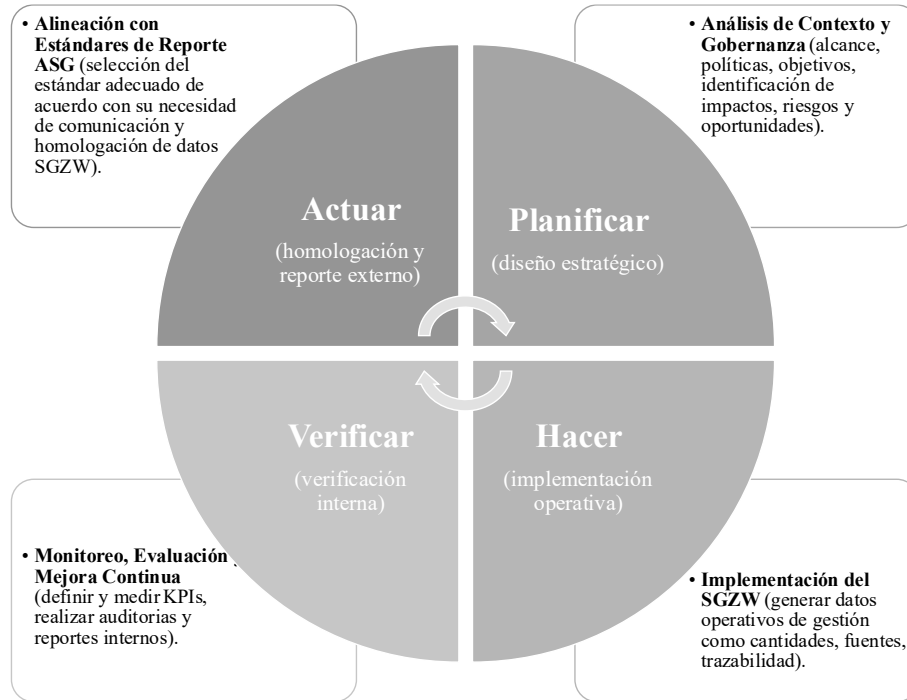 • Alineación con
Estándares de Reporte
ASG (selección del
estándar adecuado de
acuerdo con su necesidad
de comunicación y
homologación de datos
SGZW).
• Análisis de Contexto y
Gobernanza (alcance,
políticas, objetivos,
identificación de
impactos, riesgos y
oportunidades).
Actuar
(homologación y
reporte externo)
Planificar
(diseño estratégico)
Verificar
(verificación
interna)
Hacer
(implementación
operativa)
• Monitoreo, Evaluación
Mejora Continua
(definir y medir KPIs,
realizar auditorias y
reportes internos).
• Implementación del
SGZW (generar datos
operativos de gestión
como cantidades, fuentes,
trazabilidad).